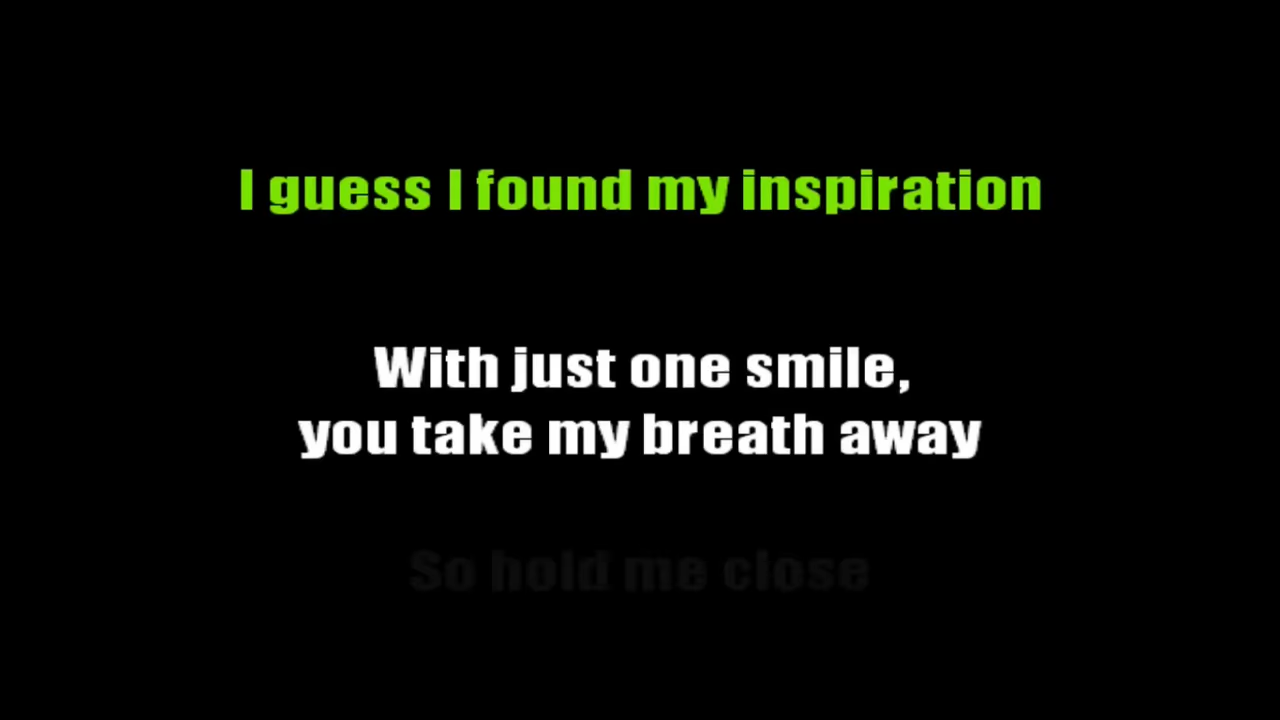 I guess I found my inspiration
With just one smile,
you take my breath away
So hold me close